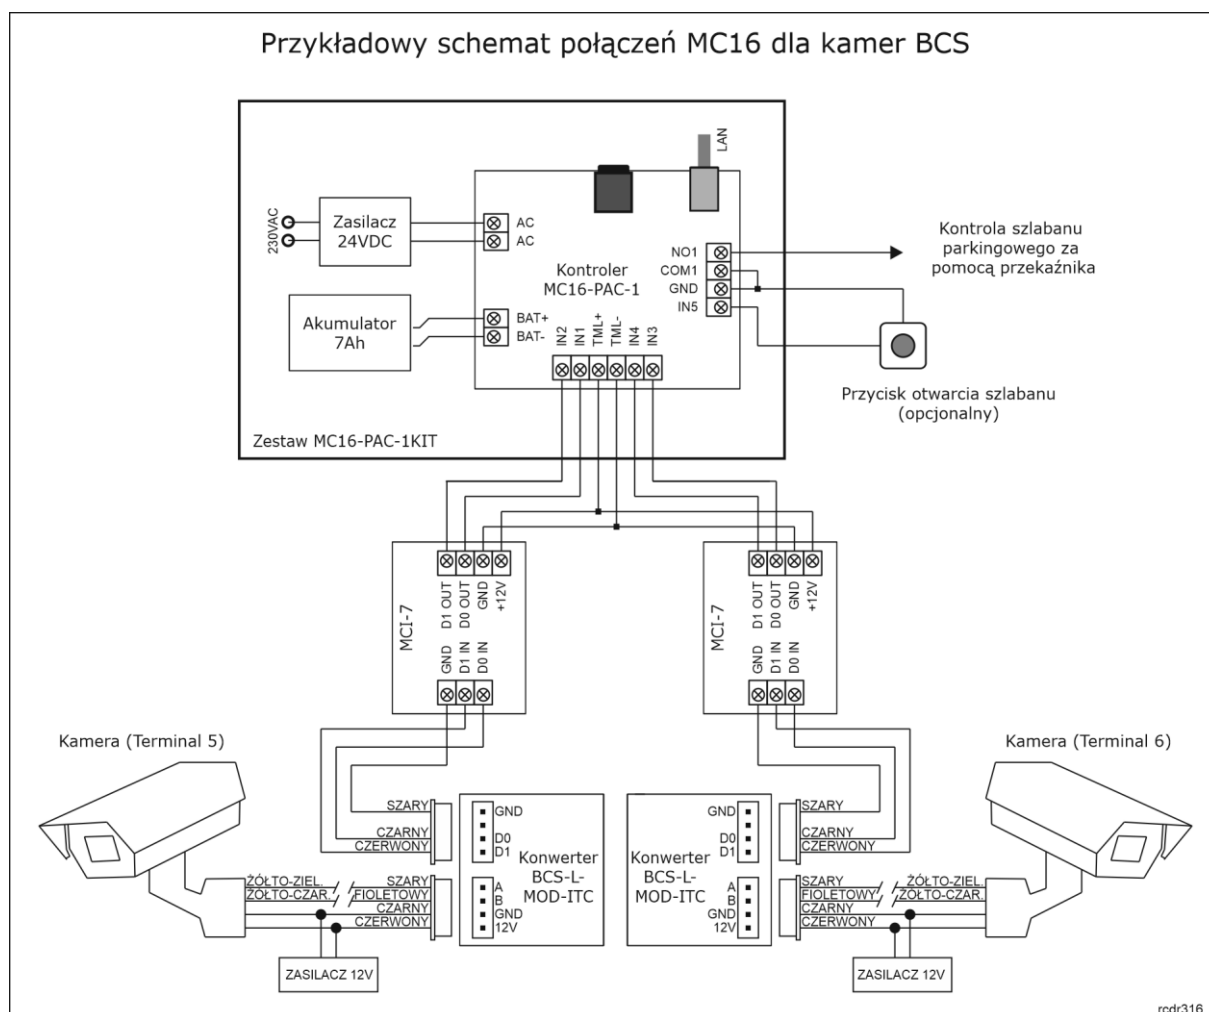 Przykładowy schemat połączeń MC16 dla kamer BCS
LAN
230VAC
Zasilacz
24VDC
AC
AC
Kontroler
MC16-PAC-1
NO1
COM1
GND
IN5
Kontrola szlabanu
parkingowego za
pomocą przekaźnika
Akumulator
7Ah
BAT+
BAT-
IN2
IN1
TML+
TML-
IN4
IN3
Przycisk otwarcia szlabanu
(opcjonalny)
Zestaw MC16-PAC-1KIT
MCI-7
D1 OUT
D0 OUT
GND
+12V
GND
D1 IN
D0 IN
MCI-7
D1 OUT
D0 OUT
GND
+12V
GND
D1 IN
D0 IN
Kamera (Terminal 5)
Kamera (Terminal 6)
SZARY
CZARNY
CZERWONY
GND
D0
D1
Konwerter
BCS-L-
MOD-ITC
A
B
GND
12V
ŻÓŁTO-ZIEL.
ŻÓŁTO-CZAR.
SZARY
FIOLETOWY
CZARNY
CZERWONY
ZASILACZ 12V
GND
D0
D1
Konwerter
BCS-L-
MOD-ITC
A
B
GND
12V
SZARY
CZARNY
CZERWONY
SZARY
FIOLETOWY
CZARNY
CZERWONY
ŻÓŁTO-ZIEL.
ŻÓŁTO-CZAR.
ZASILACZ 12V
rcdr316